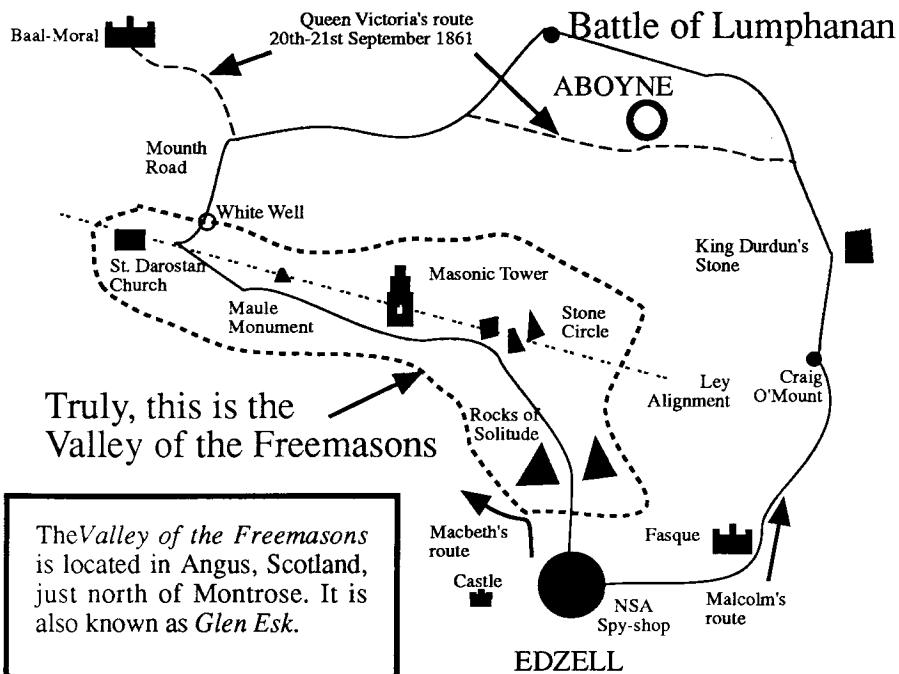 Baal-Moral
Queen Victoria's route
20th-21st September 1861
Battle of Lumphanan
ABOYNE
Mounth
Road
White Well
St. Darostan
Church
Maule
Monument
Masonic Tower
Stone
Circle
King Durdun's
Stone
Ley
Alignment
Craig
O'Mount
Truly, this is the
Valley of the Freemasons
Rocks of
Solitude
Macbeth's
route
Castle
Fasque
NSA
Spy-shop
Malcolm's
route
EDZELL
TheValley of the Freemasons
is located in Angus, Scotland,
just north of Montrose. It is
also known as Glen Esk.